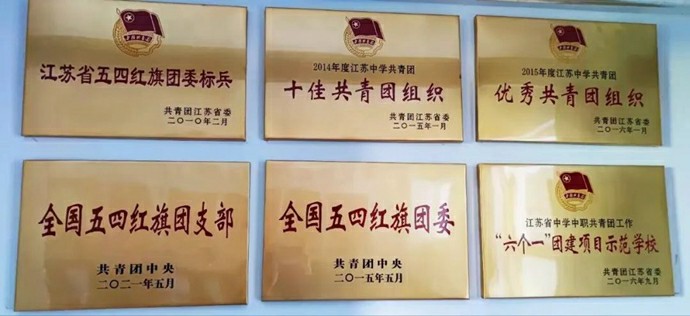 江苏省五四红旗团委标兵
共青团江苏省委
二〇一〇年二月
2014年度江苏中学共青团
十佳共青团组织
共青团江苏省委
二〇一五年一月
2015年度江苏中学共青团
优秀共青团组织
共青团江苏省委
二〇一六年一月
全国五四红旗团支部
共青团中央
二〇二一年五月
全国五四红旗团委
共青团中央
二〇一五年五月
江苏省中学中职共青团工作
“六个一”团建项目示范学校
共青团江苏省委
二〇一六年九月